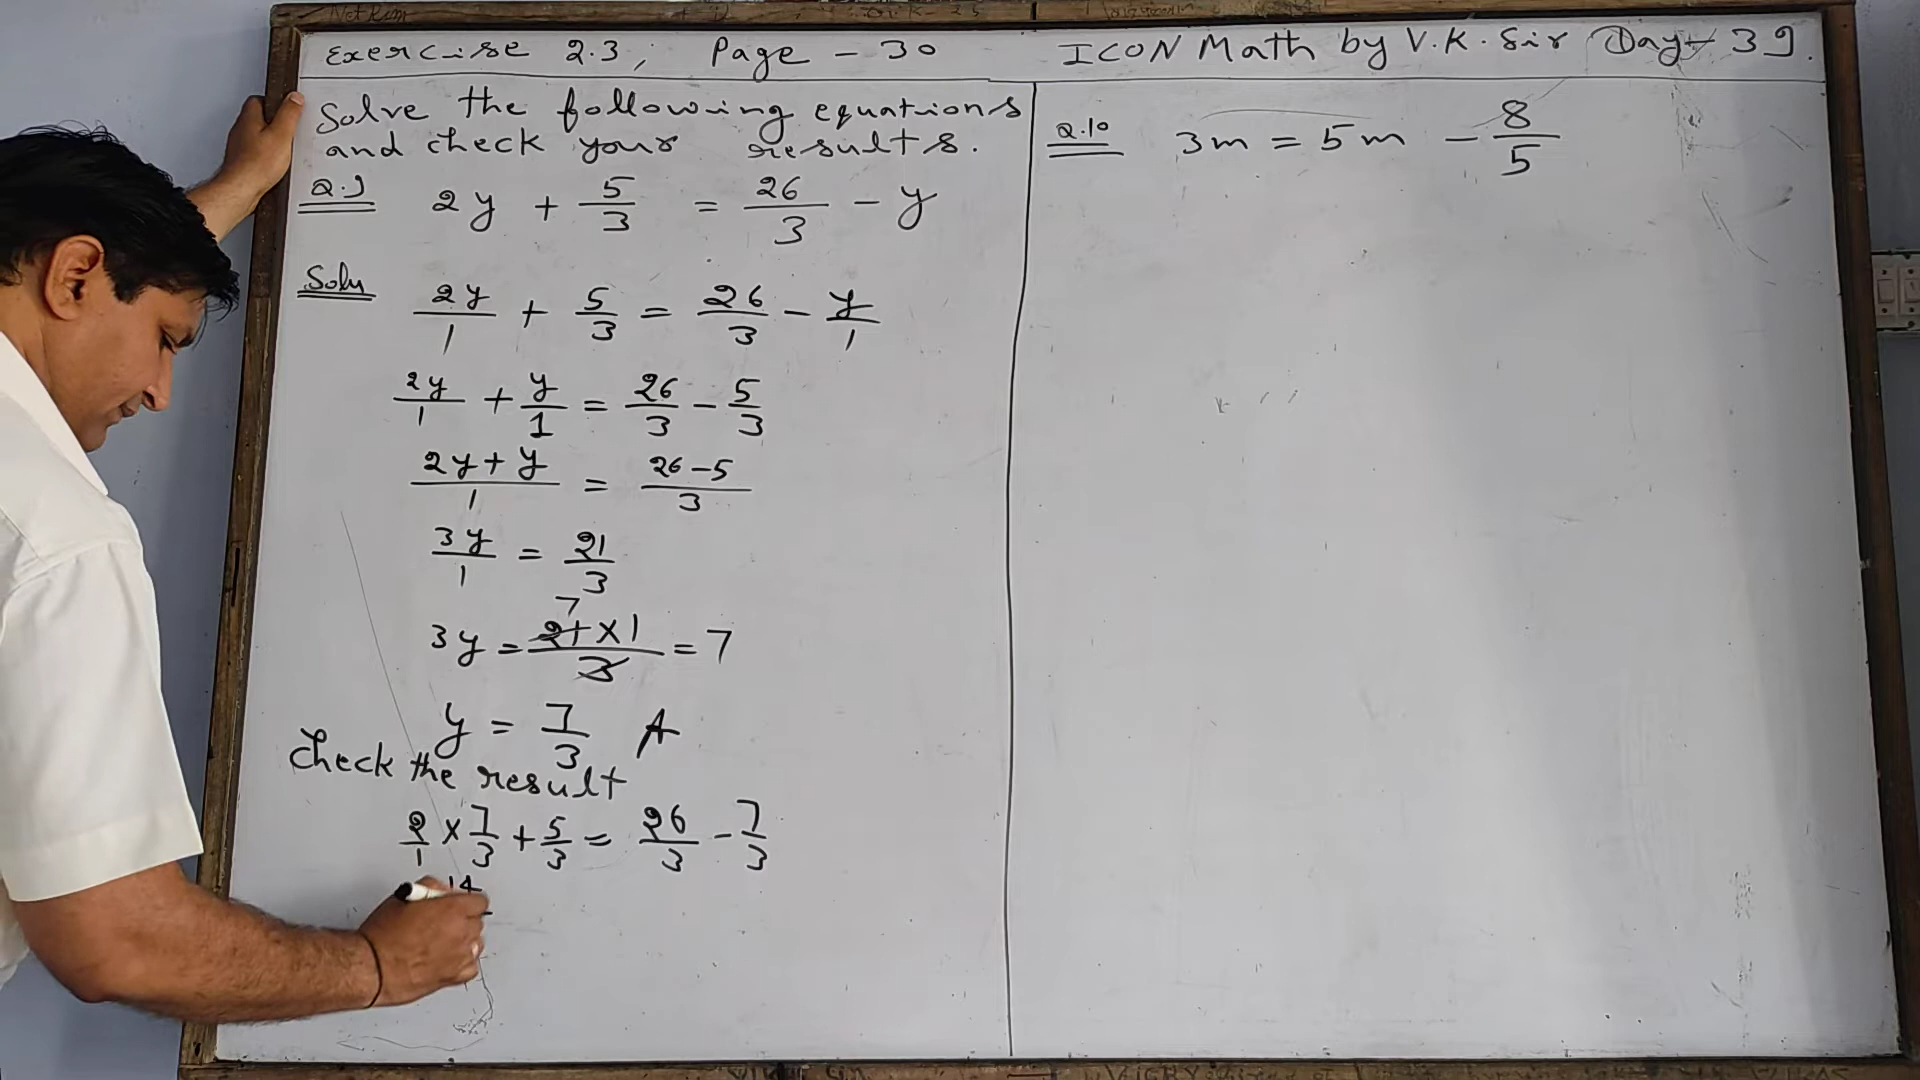 Exercise 2.3, Page - 30
ICON Math by V.K. Sir Day-39.
Solve the following equations
and check your results.
Q.9 2y + 5/3 = 26/3 - y
Soln 2y/1 + 5/3 = 26/3 - y/1
2y/1 + y/1 = 26/3 - 5/3
2y+y/1 = 26-5/3
3y/1 = 21/3
7
3y = 21×1/3 = 7
y = 7/3 A
Check the result
2/1 × 7/3 + 5/3 = 26/3 - 7/3
14
Q.10 3m = 5m - 8/5